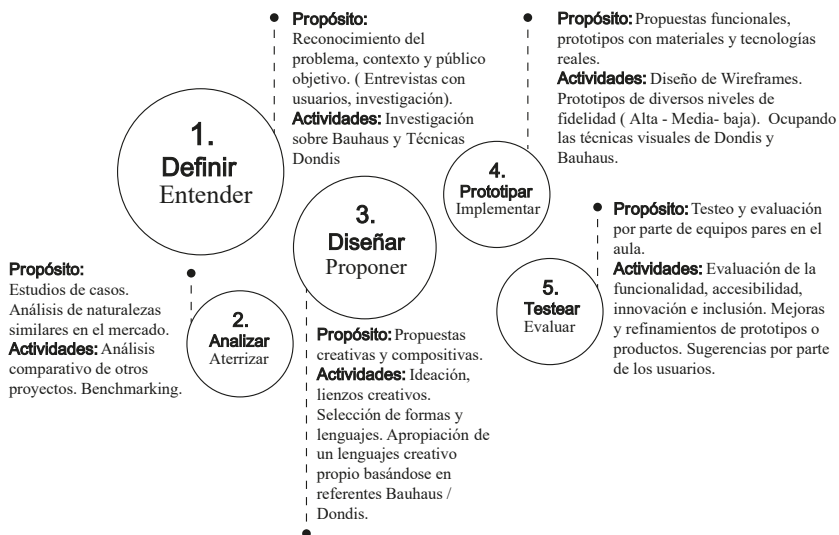 1.
Definir
Entender
Propósito:
Reconocimiento del
problema, contexto y público
objetivo. ( Entrevistas con
usuarios, investigación).
Actividades: Investigación
sobre Bauhaus y Técnicas
Dondis
2.
Analizar
Aterrizar
Propósito:
Estudios de casos.
Análisis de naturalezas
similares en el mercado.
Actividades: Análisis
comparativo de otros
proyectos. Benchmarking.
3.
Diseñar
Proponer
Propósito: Propuestas
creativas y compositivas.
Actividades: Ideación,
lienzos creativos.
Selección de formas y
lenguajes. Apropiación de
un lenguajes creativo
propio basándose en
referentes Bauhaus /
Dondis.
4.
Prototipar
Implementar
Propósito: Propuestas funcionales,
prototipos con materiales y tecnologías
reales.
Actividades: Diseño de Wireframes.
Prototipos de diversos niveles de
fidelidad ( Alta - Media- baja). Ocupando
las técnicas visuales de Dondis y
Bauhaus.
5.
Testear
Evaluar
Propósito: Testeo y evaluación
por parte de equipos pares en el
aula.
Actividades: Evaluación de la
funcionalidad, accesibilidad,
innovación e inclusión. Mejoras
y refinamientos de prototipos o
productos. Sugerencias por parte
de los usuarios.